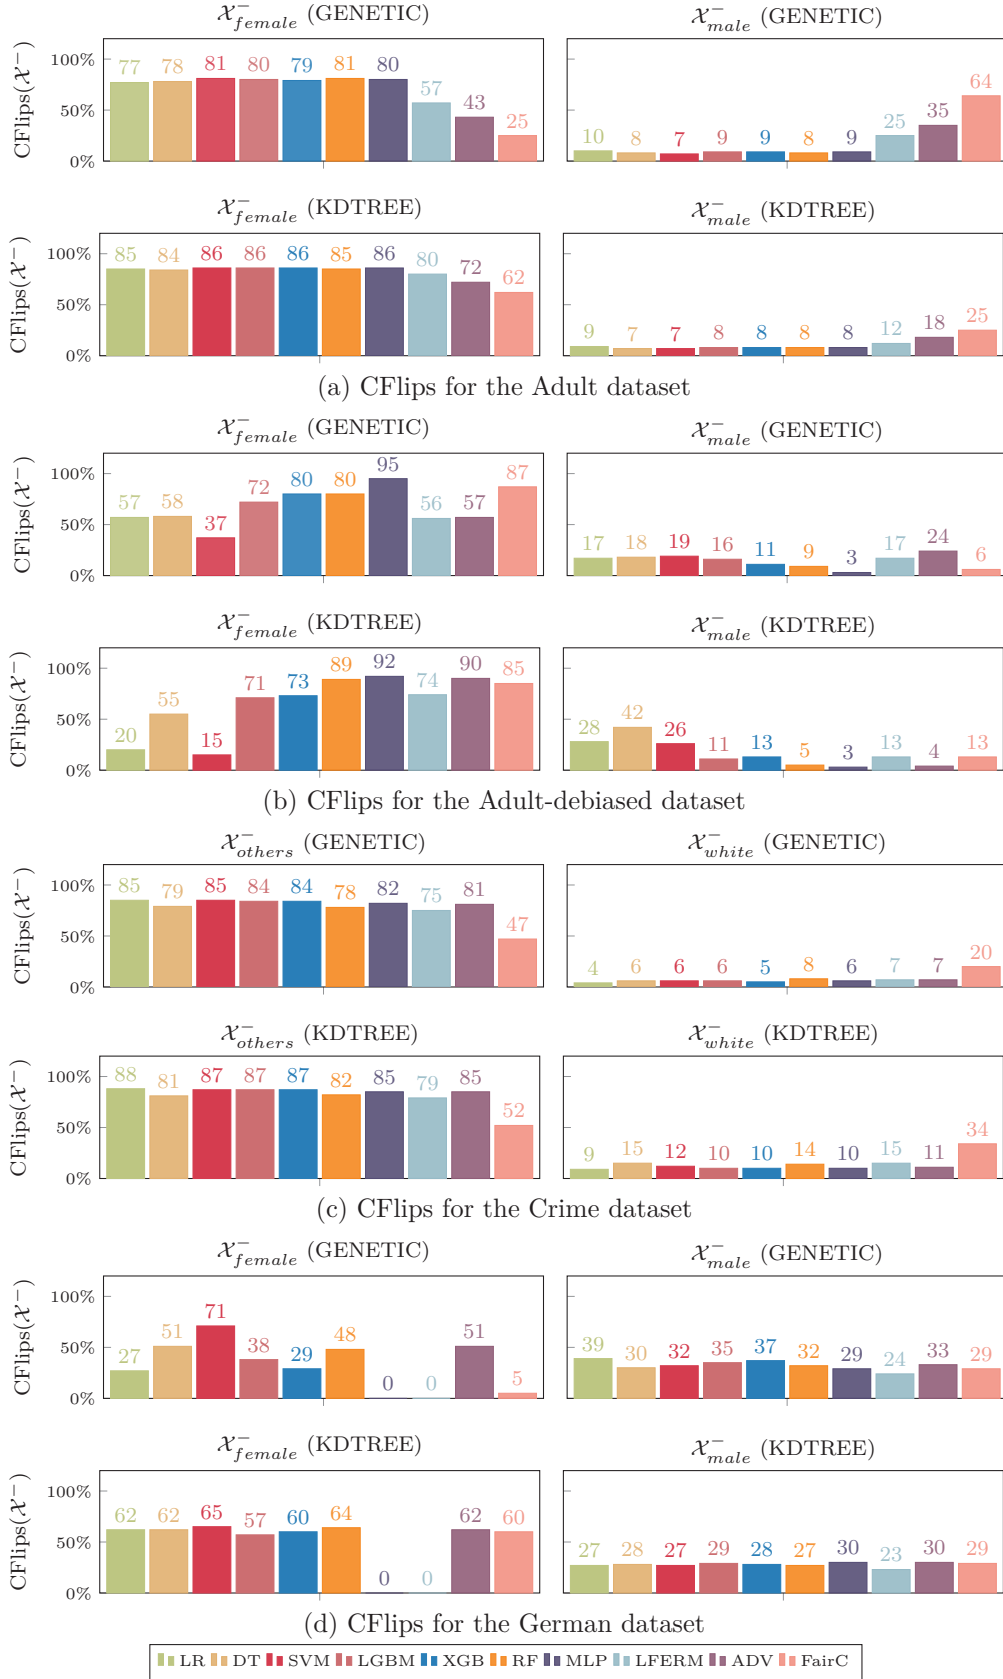 X⁻female (GENETIC) X⁻male (GENETIC)
CFlips(X⁻)
100%
50%
0%
77 78 81 80 79 81 80 57 43 25
10 8 7 9 9 8 9 25 35 64
X⁻female (KDTREE) X⁻male (KDTREE)
CFlips(X⁻)
100%
50%
0%
85 84 86 86 86 85 86 80 72 62
9 7 7 8 8 8 8 12 18 25
(a) CFlips for the Adult dataset
X⁻female (GENETIC) X⁻male (GENETIC)
CFlips(X⁻)
100%
50%
0%
57 58 37 72 80 80 95 56 57 87
17 18 19 16 11 9 3 17 24 6
X⁻female (KDTREE) X⁻male (KDTREE)
CFlips(X⁻)
100%
50%
0%
20 55 15 71 73 89 92 74 90 85
28 42 26 11 13 5 3 13 4 13
(b) CFlips for the Adult-debiased dataset
X⁻others (GENETIC) X⁻white (GENETIC)
CFlips(X⁻)
100%
50%
0%
85 79 85 84 84 78 82 75 81 47
4 6 6 6 5 8 6 7 7 20
X⁻others (KDTREE) X⁻white (KDTREE)
CFlips(X⁻)
100%
50%
0%
88 81 87 87 87 82 85 79 85 52
9 15 12 10 10 14 10 15 11 34
(c) CFlips for the Crime dataset
X⁻female (GENETIC) X⁻male (GENETIC)
CFlips(X⁻)
100%
50%
0%
27 51 71 38 29 48 0 0 51 5
39 30 32 35 37 32 29 24 33 29
X⁻female (KDTREE) X⁻male (KDTREE)
CFlips(X⁻)
100%
50%
0%
62 62 65 57 60 64 0 0 62 60
27 28 27 29 28 27 30 23 30 29
(d) CFlips for the German dataset
LR DT SVM LGBM XGB RF MLP LFERM ADV FairC